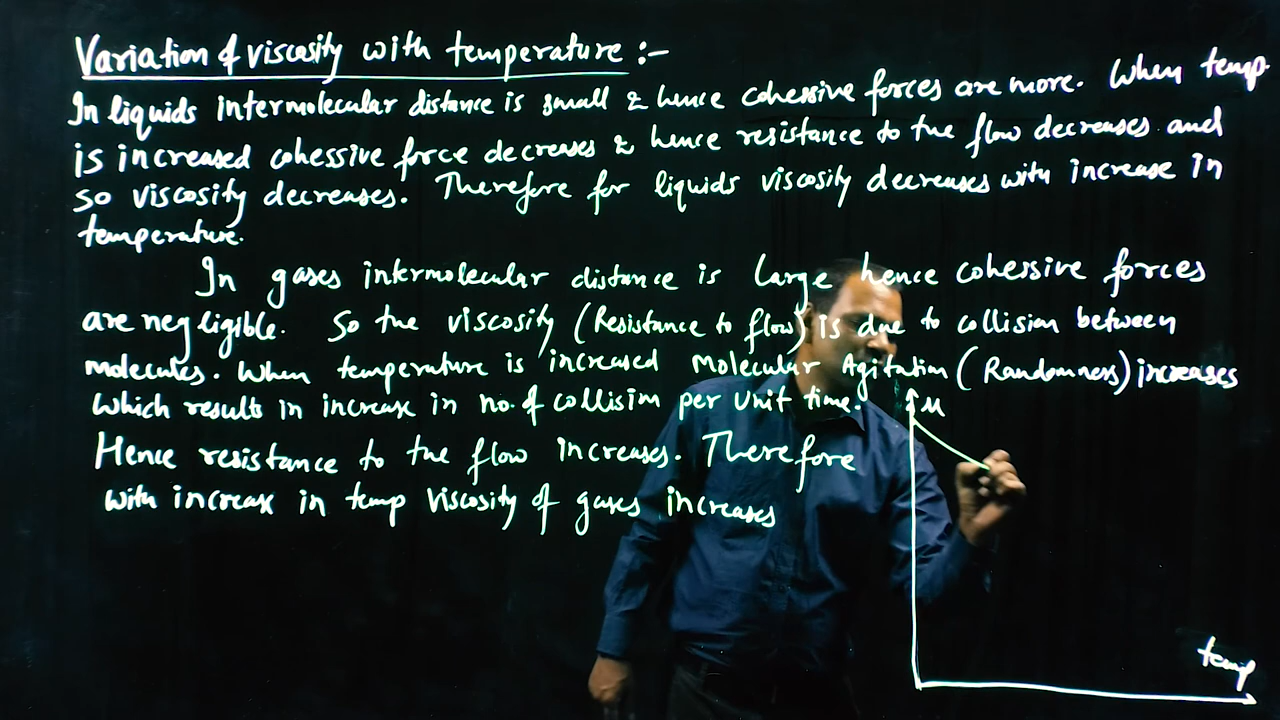 Variation of viscosity with temperature :-
In liquids intermolecular distance is small & hence cohessive forces are more. When temp.
is increased cohessive force decreases & hence resistance to the flow decreases and
so viscosity decreases. Therefore for liquids viscosity decreases with increase in
temperature.
In gases intermolecular distance is large hence cohessive forces
are negligible. So the viscosity (Resistance to flow) is due to collision between
molecules. When temperature is increased Molecular Agitation (Randomness) increases
which results in increase in no. of collision per unit time.
Hence resistance to the flow increases. Therefore
with increase in temp viscosity of gases increases
μ
temp